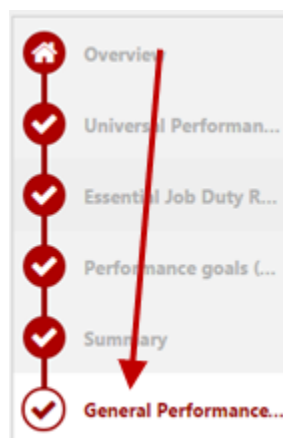 Overview
Universal Performan...
Essential Job Duty R...
Performance goals (...
Summary
General Performance...